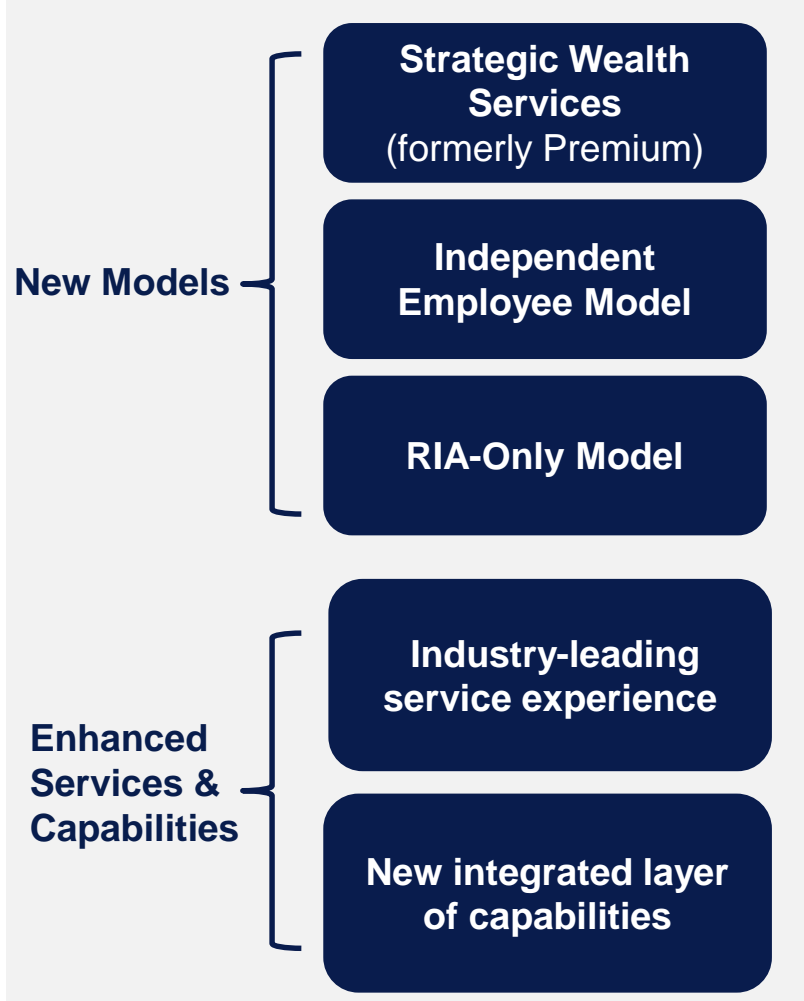 Strategic Wealth
Services
(formerly Premium)
New Models
Independent
Employee Model
RIA-Only Model
Enhanced
Services &
Capabilities
Industry-leading
service experience
New integrated layer
of capabilities